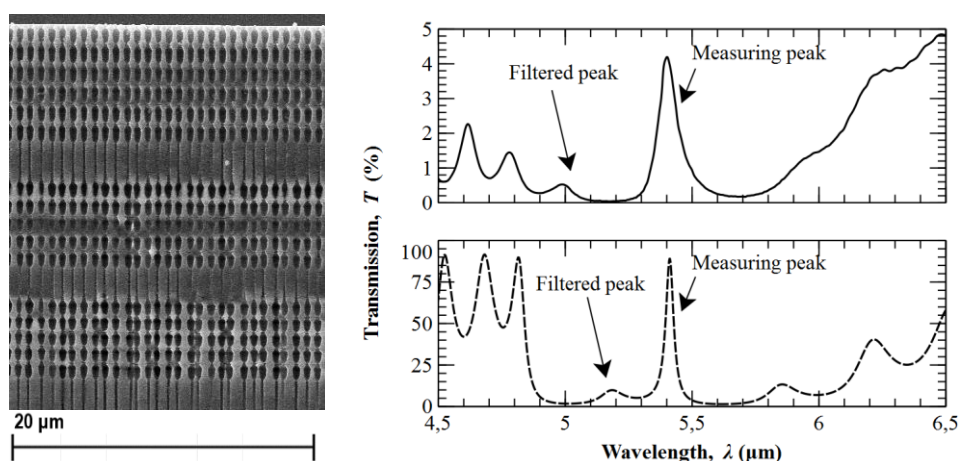 20 µm
Transmission, T (%)
5
4
3
2
1
0
Filtered peak
Measuring peak
100
75
50
25
0
Filtered peak
Measuring peak
4,5
5
5,5
6
6,5
Wavelength, λ (µm)